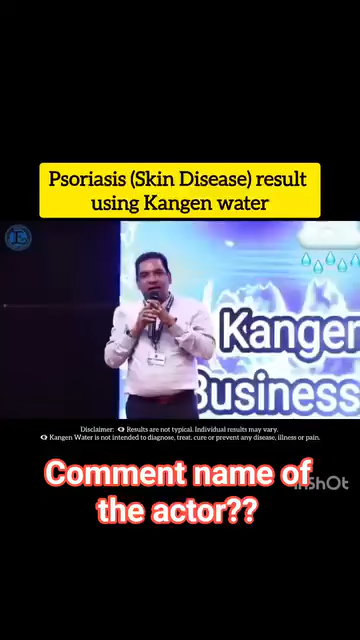 Psoriasis (Skin Disease) result
using Kangen water
E
Kangen
Business
Disclaimer: Results are not typical. Individual results may vary.
Kangen Water is not intended to diagnose, treat, cure or prevent any disease, illness or pain.
Comment name of
InShOt
the actor??